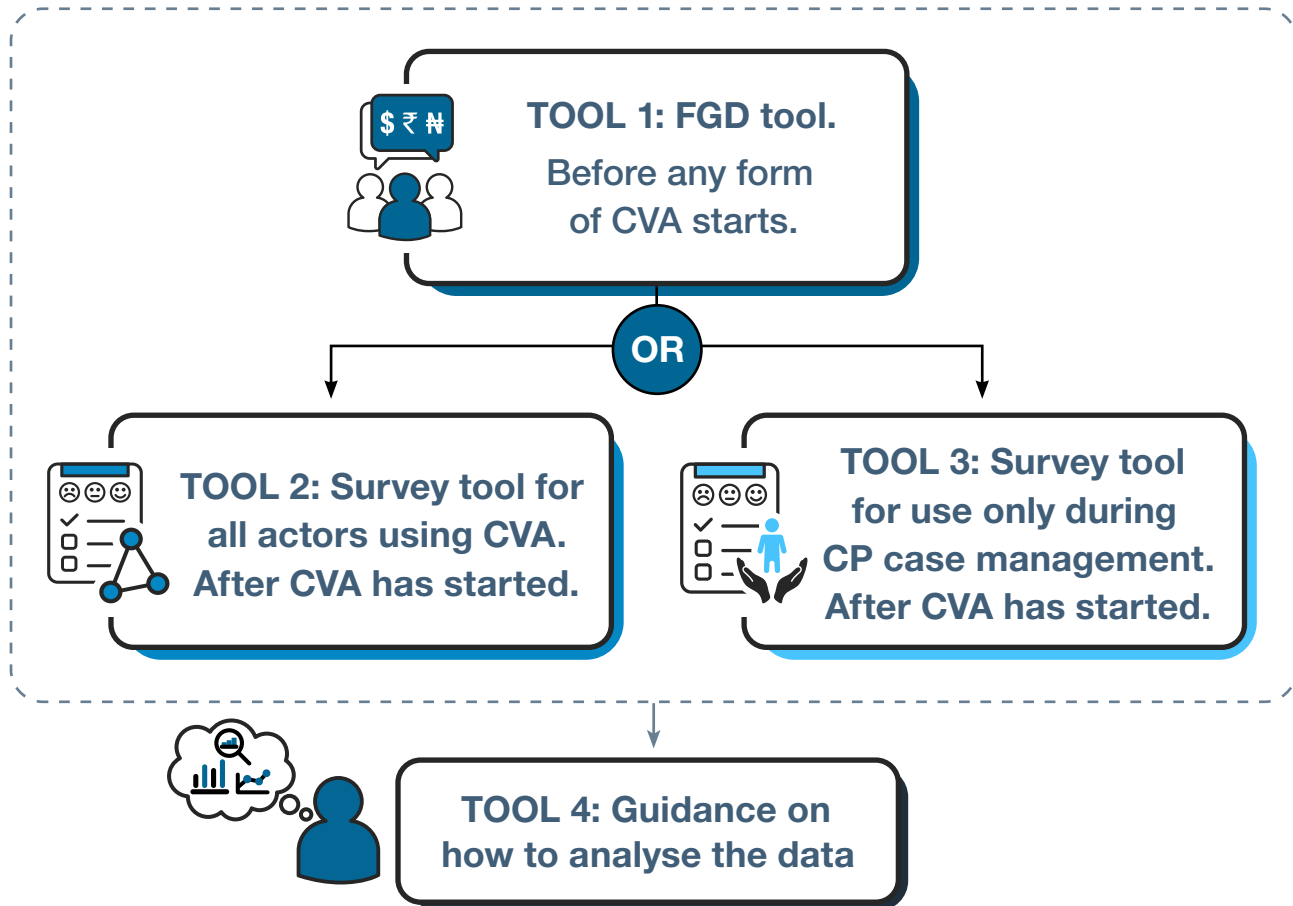 $ ₹ ₦
TOOL 1: FGD tool.
Before any form
of CVA starts.
OR
TOOL 2: Survey tool for
all actors using CVA.
After CVA has started.
TOOL 3: Survey tool
for use only during
CP case management.
After CVA has started.
TOOL 4: Guidance on
how to analyse the data